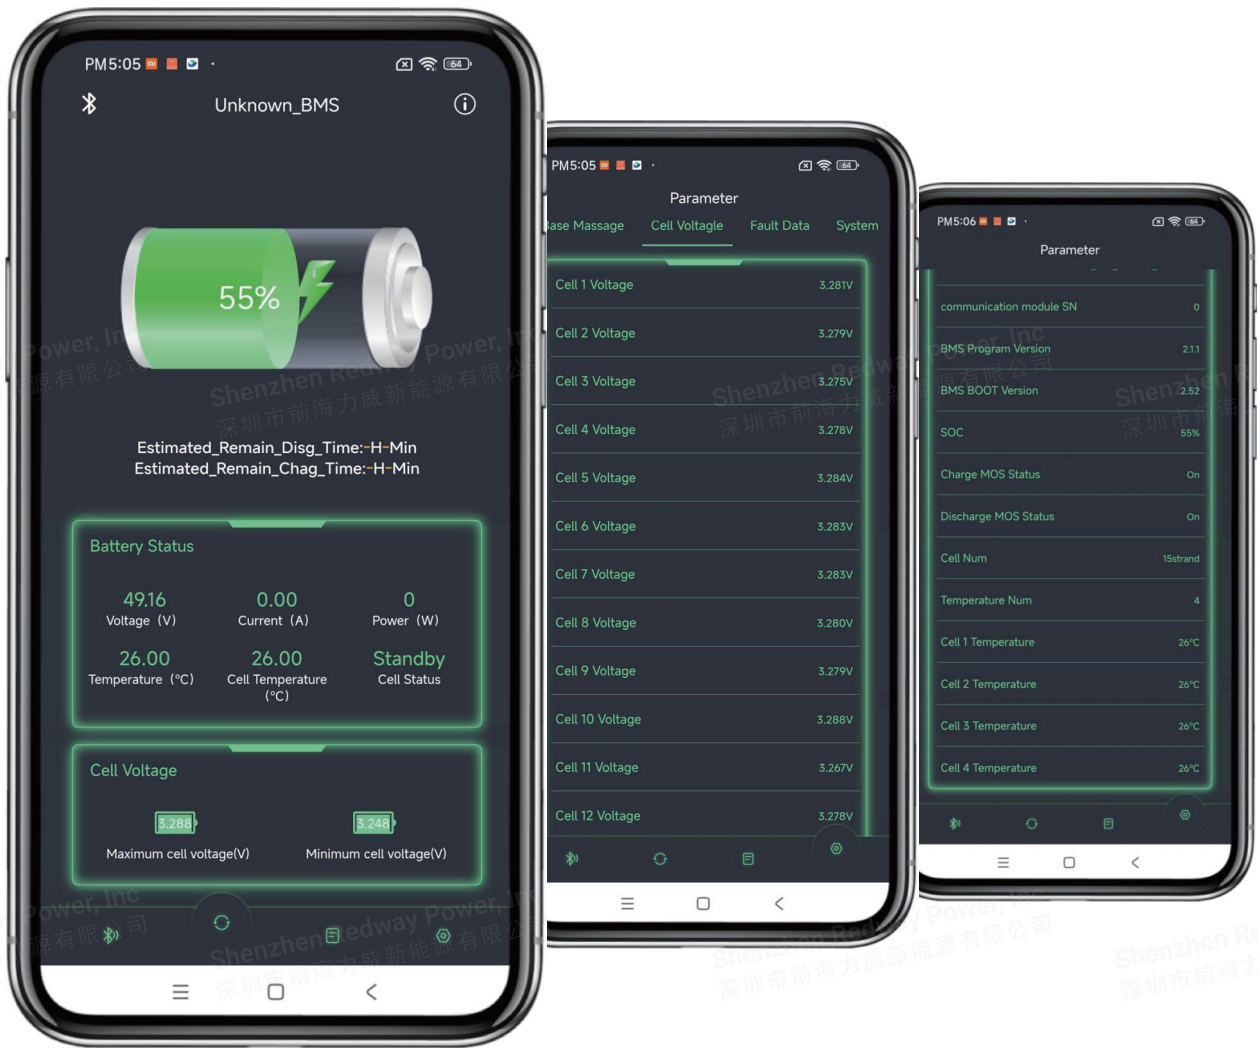 PM5:05
64
Unknown_BMS
55%
Estimated_Remain_Disg_Time:-H-Min
Estimated_Remain_Chag_Time:-H-Min
Battery Status
49.16 0.00 0
Voltage (V) Current (A) Power (W)
26.00 26.00 Standby
Temperature (°C) Cell Temperature Cell Status
(°C)
Cell Voltage
3.288 3.248
Maximum cell voltage(V) Minimum cell voltage(V)
PM5:05
64
Parameter
ase Massage Cell Voltagle Fault Data System
Cell 1 Voltage 3.281V
Cell 2 Voltage 3.279V
Cell 3 Voltage 3.275V
Cell 4 Voltage 3.278V
Cell 5 Voltage 3.284V
Cell 6 Voltage 3.283V
Cell 7 Voltage 3.283V
Cell 8 Voltage 3.280V
Cell 9 Voltage 3.279V
Cell 10 Voltage 3.288V
Cell 11 Voltage 3.267V
Cell 12 Voltage 3.278V
PM5:06
64
Parameter
communication module SN 0
BMS Program Version 2.1.1
BMS BOOT Version 2.52
SOC 55%
Charge MOS Status On
Discharge MOS Status On
Cell Num 15strand
Temperature Num 4
Cell 1 Temperature 26°C
Cell 2 Temperature 26°C
Cell 3 Temperature 26°C
Cell 4 Temperature 26°C
Shenzhen Redway Power, Inc
深圳市前海力威新能源有限公司